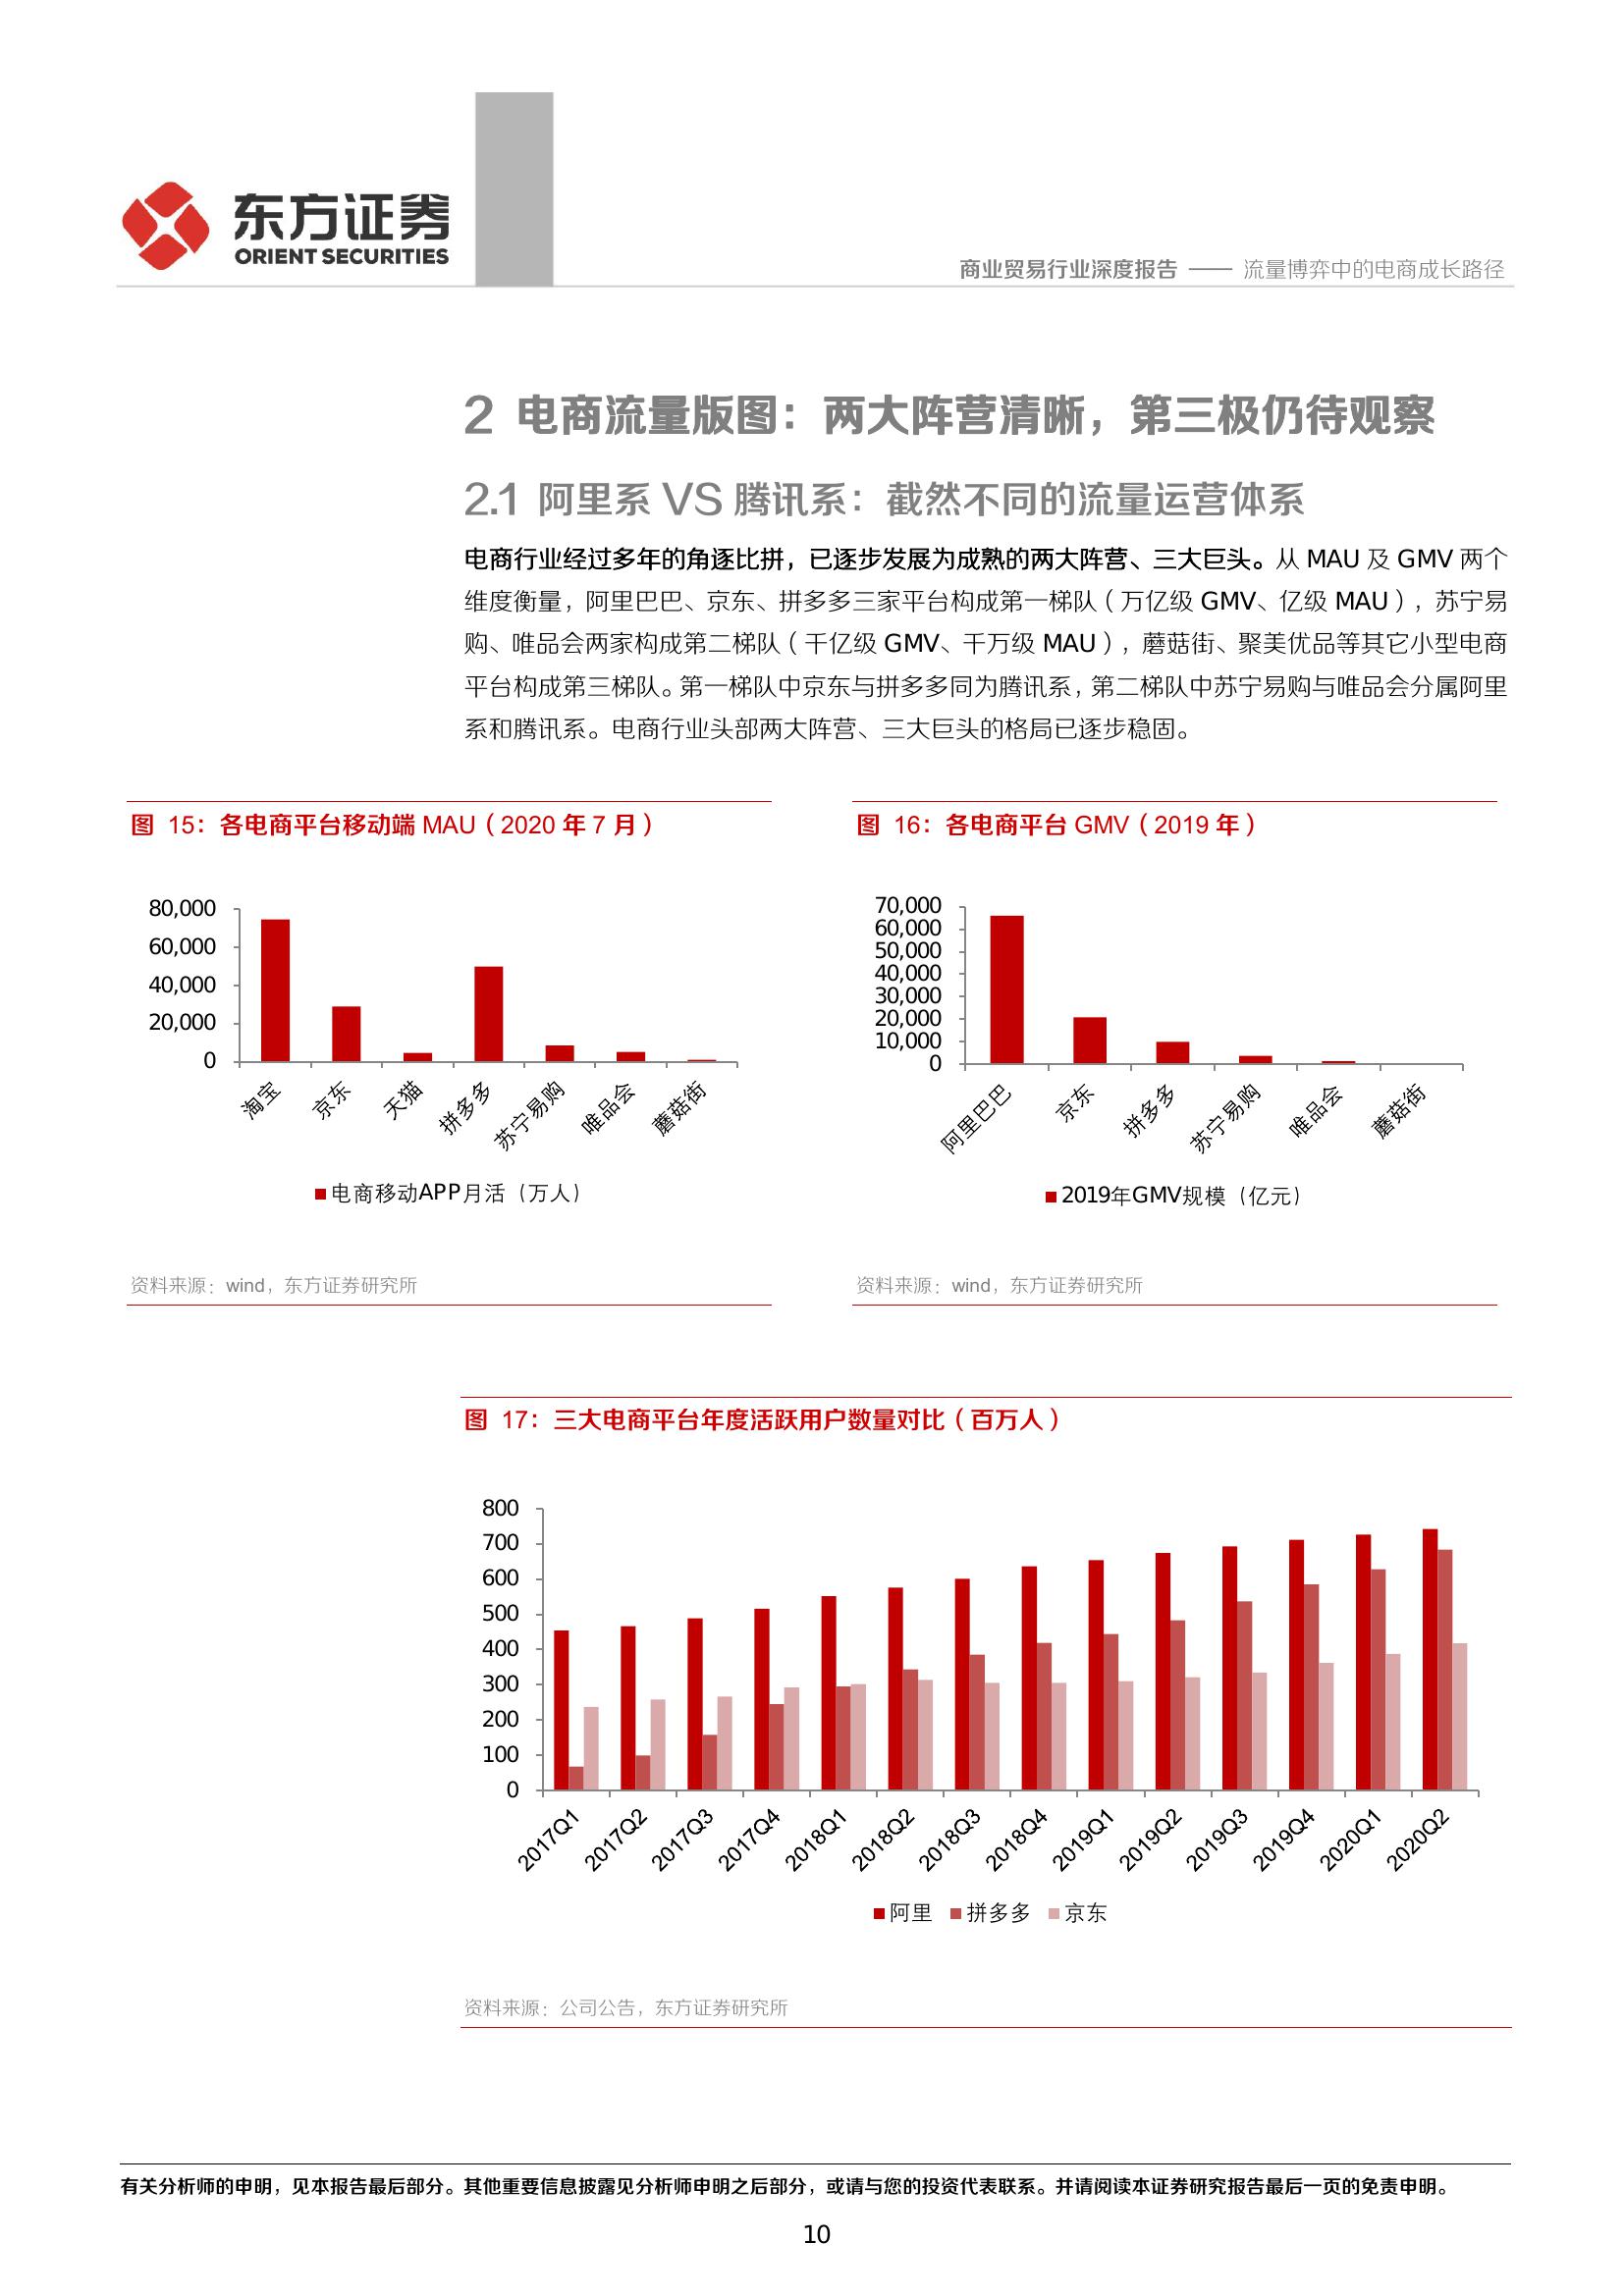 东方证券
ORIENT SECURITIES
商业贸易行业深度报告 —— 流量博弈中的电商成长路径
2 电商流量版图：两大阵营清晰，第三极仍待观察
2.1 阿里系 VS 腾讯系：截然不同的流量运营体系
电商行业经过多年的角逐比拼，已逐步发展为成熟的两大阵营、三大巨头。从 MAU 及 GMV 两个
维度衡量，阿里巴巴、京东、拼多多三家平台构成第一梯队（万亿级 GMV、亿级 MAU），苏宁易
购、唯品会两家构成第二梯队（千亿级 GMV、千万级 MAU），蘑菇街、聚美优品等其它小型电商
平台构成第三梯队。第一梯队中京东与拼多多同为腾讯系，第二梯队中苏宁易购与唯品会分属阿里
系和腾讯系。电商行业头部两大阵营、三大巨头的格局已逐步稳固。
图 15：各电商平台移动端 MAU（2020 年 7 月）
80,000
60,000
40,000
20,000
0
淘宝
京东
天猫
拼多多
苏宁易购
唯品会
蘑菇街
电商移动APP月活（万人）
资料来源：wind，东方证券研究所
图 16：各电商平台 GMV（2019 年）
70,000
60,000
50,000
40,000
30,000
20,000
10,000
0
阿里巴巴
京东
拼多多
苏宁易购
唯品会
蘑菇街
2019年GMV规模（亿元）
资料来源：wind，东方证券研究所
图 17：三大电商平台年度活跃用户数量对比（百万人）
800
700
600
500
400
300
200
100
0
2017Q1
2017Q2
2017Q3
2017Q4
2018Q1
2018Q2
2018Q3
2018Q4
2019Q1
2019Q2
2019Q3
2019Q4
2020Q1
2020Q2
阿里 拼多多 京东
资料来源：公司公告，东方证券研究所
有关分析师的申明，见本报告最后部分。其他重要信息披露见分析师申明之后部分，或请与您的投资代表联系。并请阅读本证券研究报告最后一页的免责申明。
10